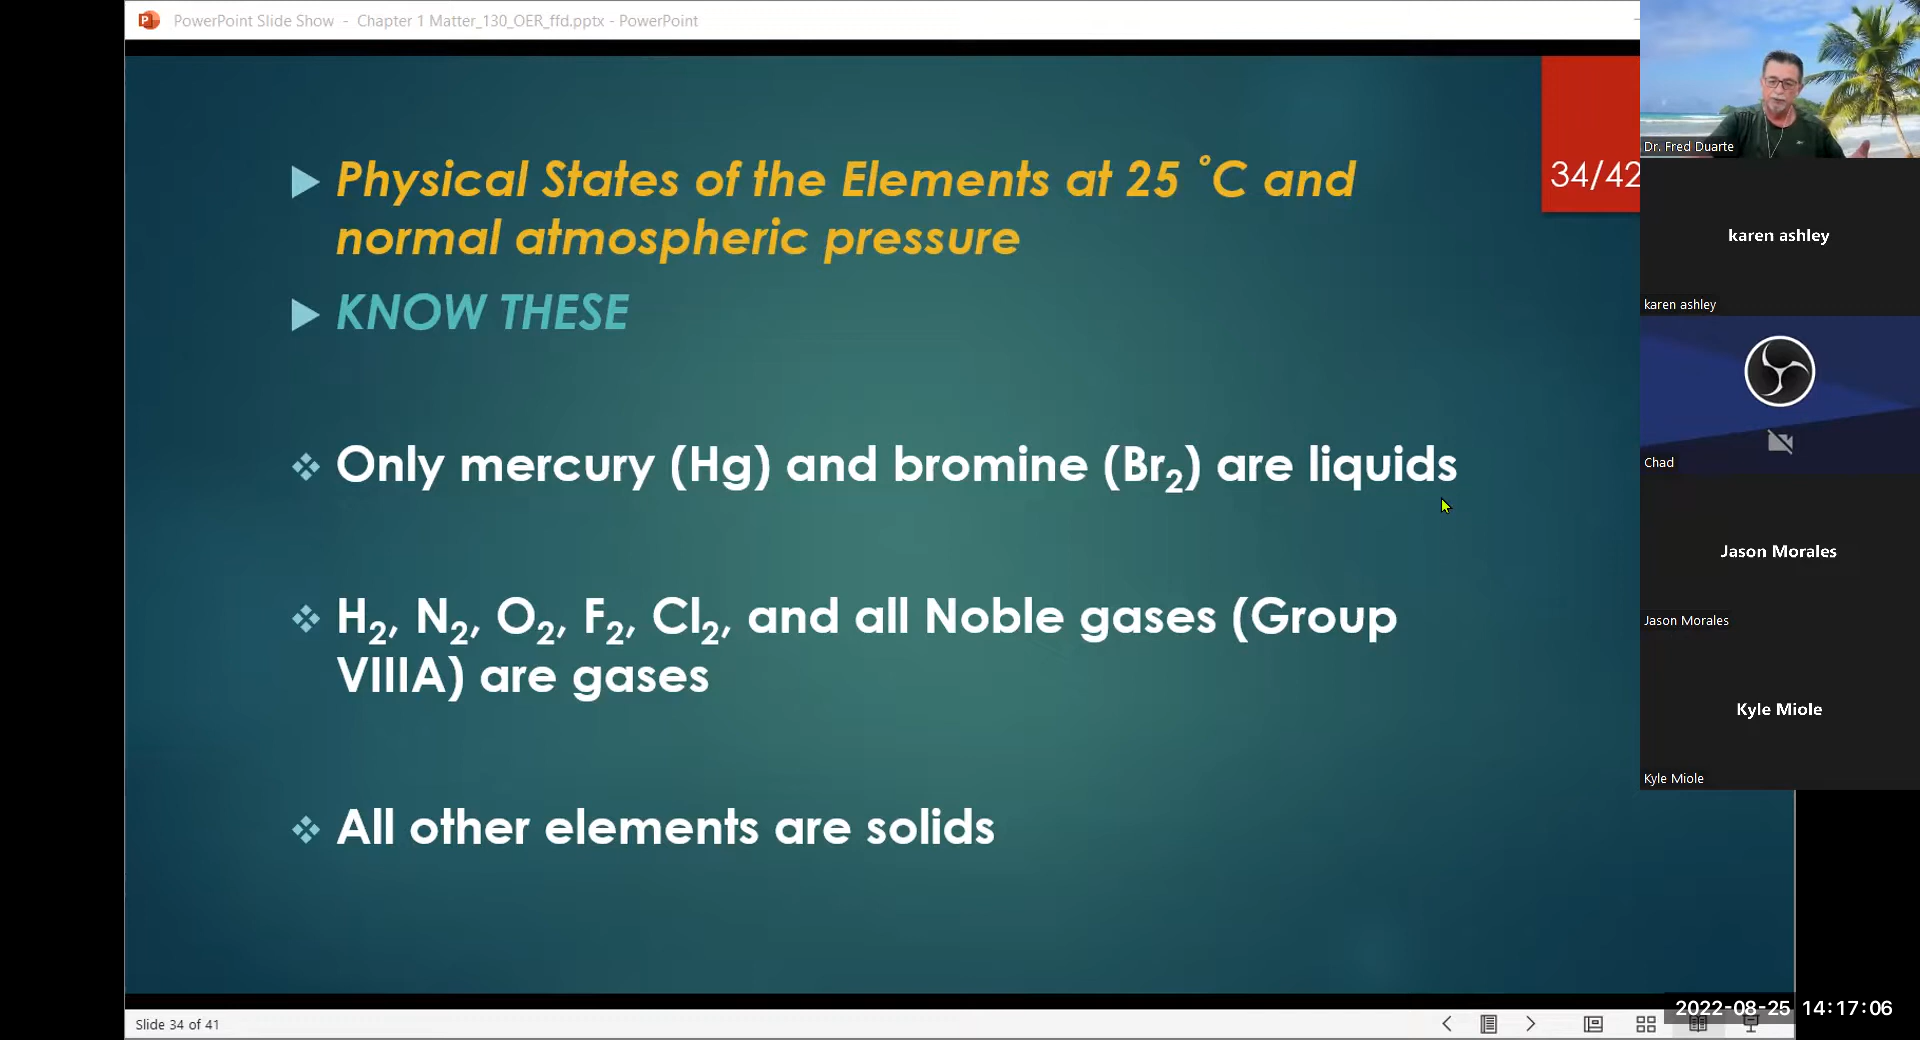 PowerPoint Slide Show - Chapter 1 Matter_130_OER_ffd.pptx - PowerPoint
Physical States of the Elements at 25 ˚C and
normal atmospheric pressure
KNOW THESE
Only mercury (Hg) and bromine (Br₂) are liquids
H₂, N₂, O₂, F₂, Cl₂, and all Noble gases (Group
VIIIA) are gases
All other elements are solids
34/42
Dr. Fred Duarte
karen ashley
karen ashley
Chad
Jason Morales
Jason Morales
Kyle Miole
Kyle Miole
Slide 34 of 41
2022-08-25 14:17:06